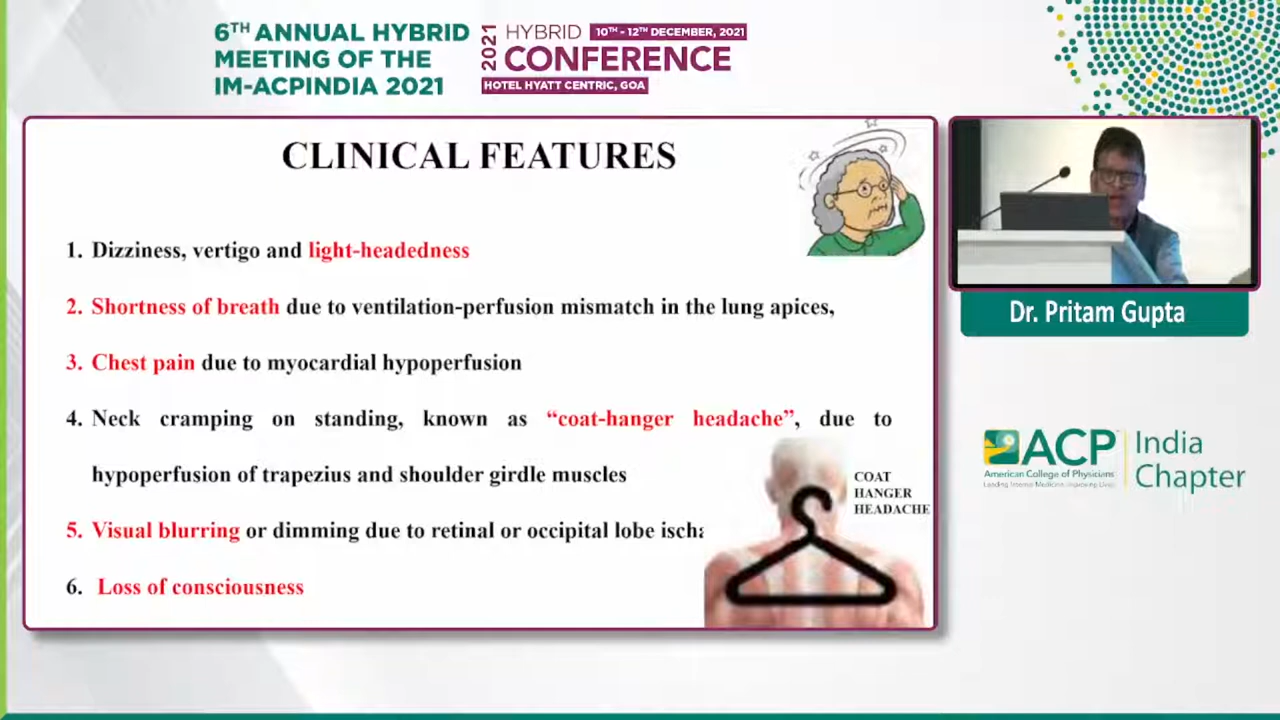 6TH ANNUAL HYBRID
MEETING OF THE
IM-ACPINDIA 2021
2021
HYBRID 10TH - 12TH DECEMBER, 2021
CONFERENCE
HOTEL HYATT CENTRIC, GOA
CLINICAL FEATURES
1. Dizziness, vertigo and light-headedness
2. Shortness of breath due to ventilation-perfusion mismatch in the lung apices,
3. Chest pain due to myocardial hypoperfusion
4. Neck cramping on standing, known as “coat-hanger headache”, due to
hypoperfusion of trapezius and shoulder girdle muscles
5. Visual blurring or dimming due to retinal or occipital lobe ischa
6. Loss of consciousness
COAT
HANGER
HEADACHE
Dr. Pritam Gupta
ACP
American College of Physicians
Leading Internal Medicine, Improving Lives
India
Chapter